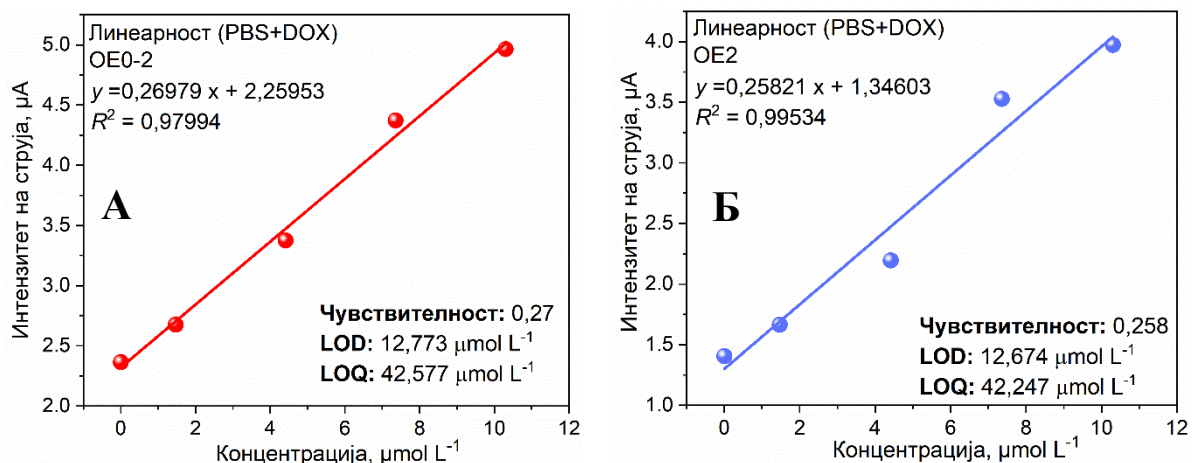 Линеарност (PBS+DOX)
OE0-2
y =0,26979 x + 2,25953
R² = 0,97994
А
Чувствителност: 0,27
LOD: 12,773 μmol L⁻¹
LOQ: 42,577 μmol L⁻¹
Интензитет на струја, μA
5.0
4.5
4.0
3.5
3.0
2.5
2.0
0 2 4 6 8 10 12
Концентрација, μmol L⁻¹
Линеарност (PBS+DOX)
OE2
y =0,25821 x + 1,34603
R² = 0,99534
Б
Чувствителност: 0,258
LOD: 12,674 μmol L⁻¹
LOQ: 42,247 μmol L⁻¹
Интензитет на струја, μA
4.0
3.5
3.0
2.5
2.0
1.5
1.0
0 2 4 6 8 10 12
Концентрација, μmol L⁻¹